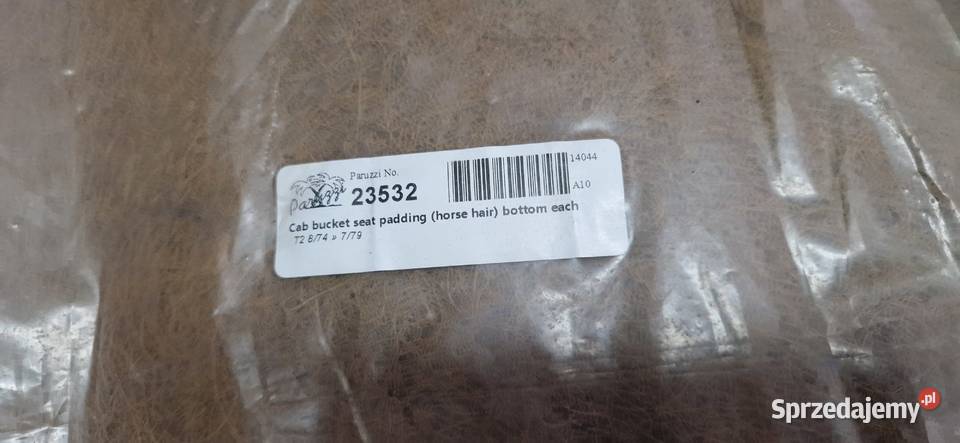 Paruzzi
Paruzzi No.
23532
14044
A10
Cab bucket seat padding (horse hair) bottom each
T2 8/74 » 7/79
Sprzedajemy.pl